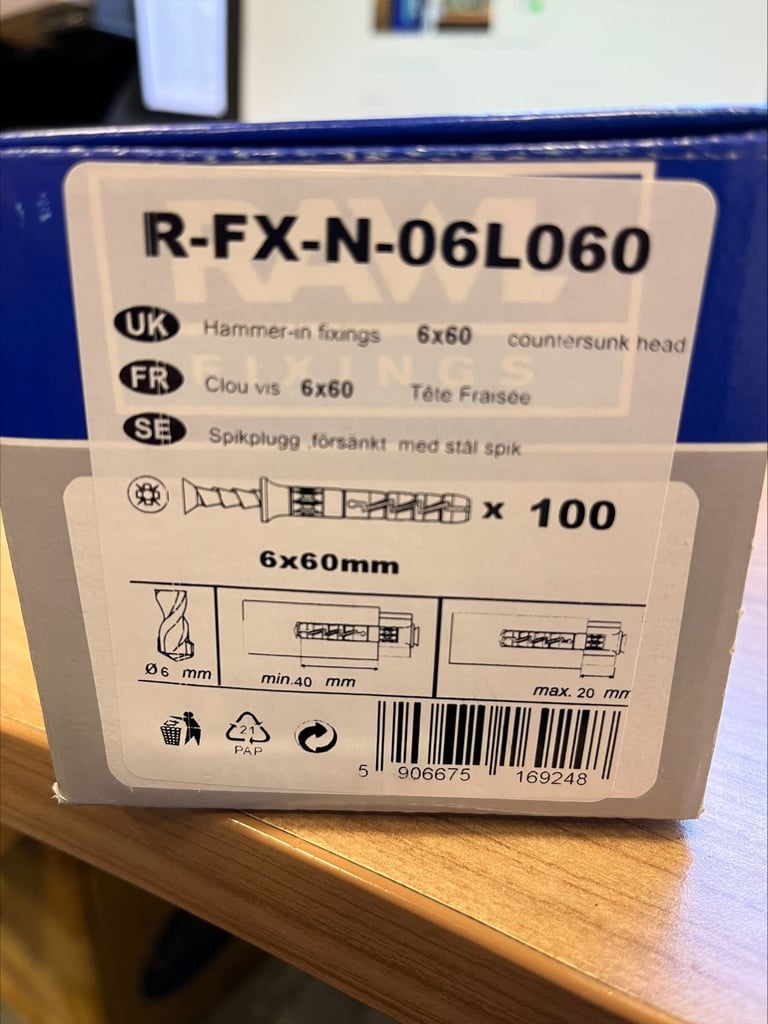 R-FX-N-06L060
UK Hammer-in fixings 6x60 countersunk head
FR Clou vis 6x60 Tête Fraisée
SE Spikplugg ,försänkt med stål spik
x 100
6x60mm
Ø6 mm min.40 mm max. 20 mm
21
PAP
5 906675 169248
RAWL
FIXINGS